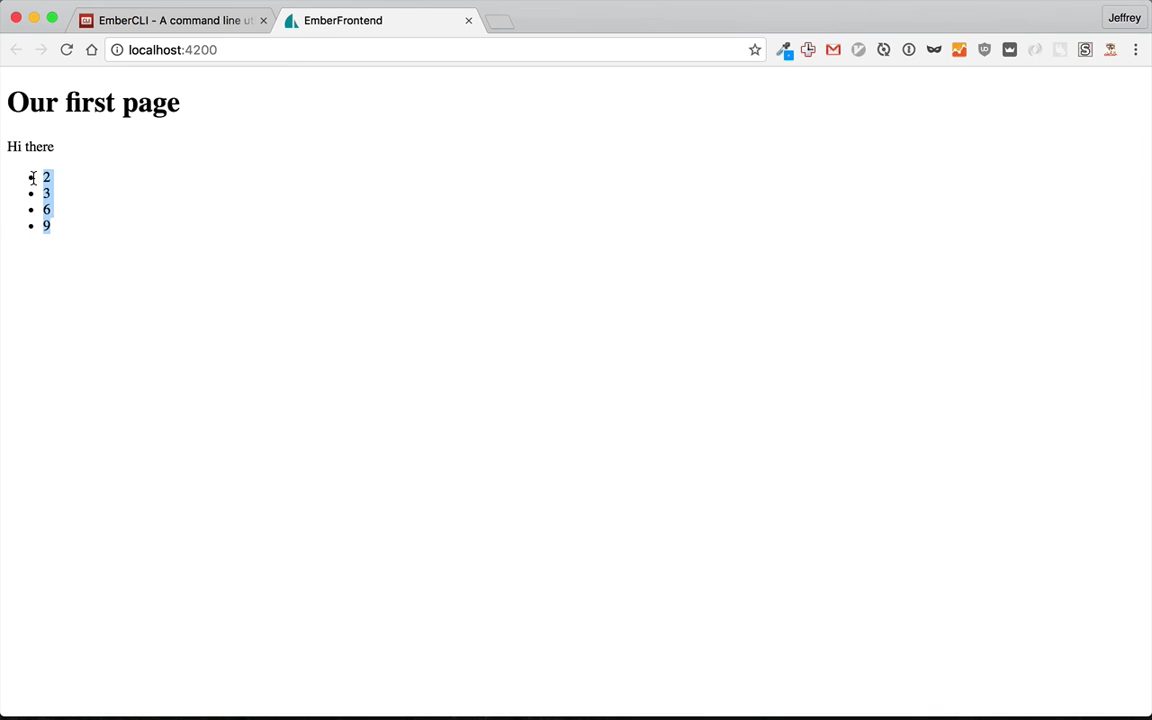 EmberCLI - A command line ut
EmberFrontend
Jeffrey
localhost:4200
Our first page
Hi there
2
3
6
9